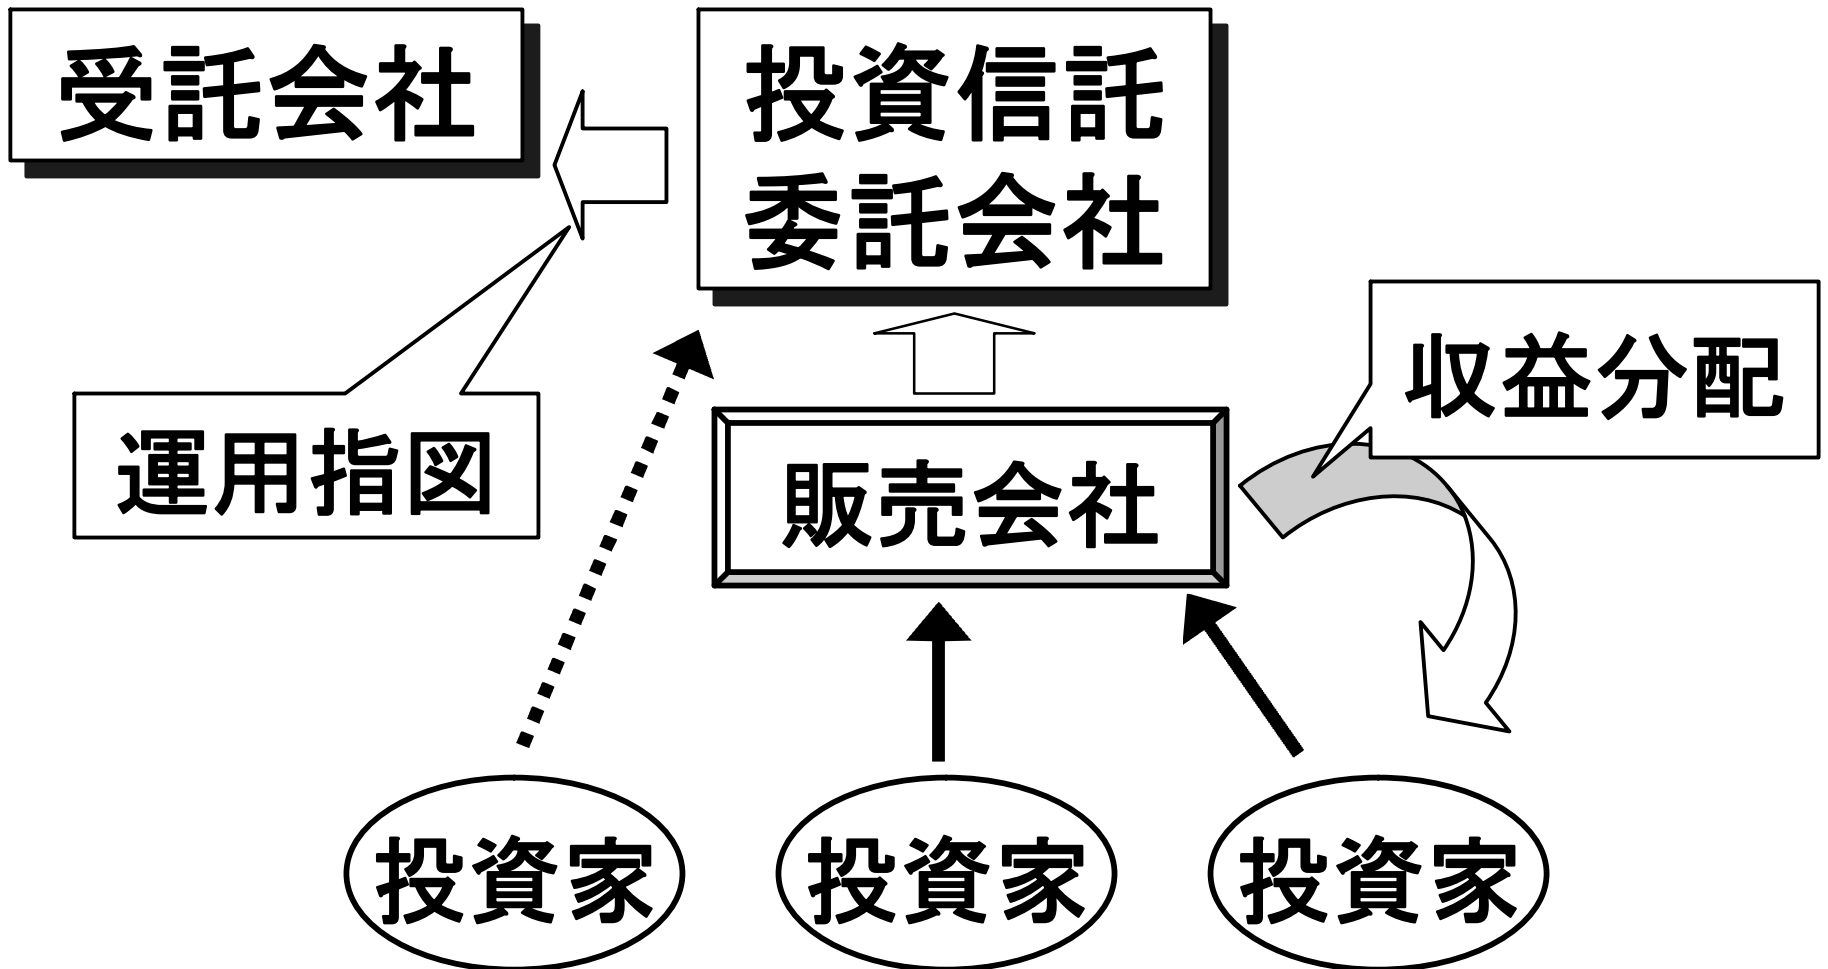 受託会社
投資信託
委託会社
収益分配
運用指図
販売会社
投資家
投資家
投資家